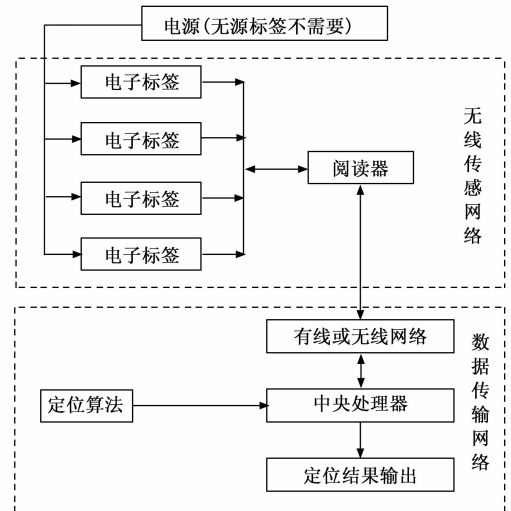 电源(无源标签不需要)
电子标签
电子标签
电子标签
电子标签
阅读器
无线传感网络
有线或无线网络
定位算法
中央处理器
定位结果输出
数据传输网络